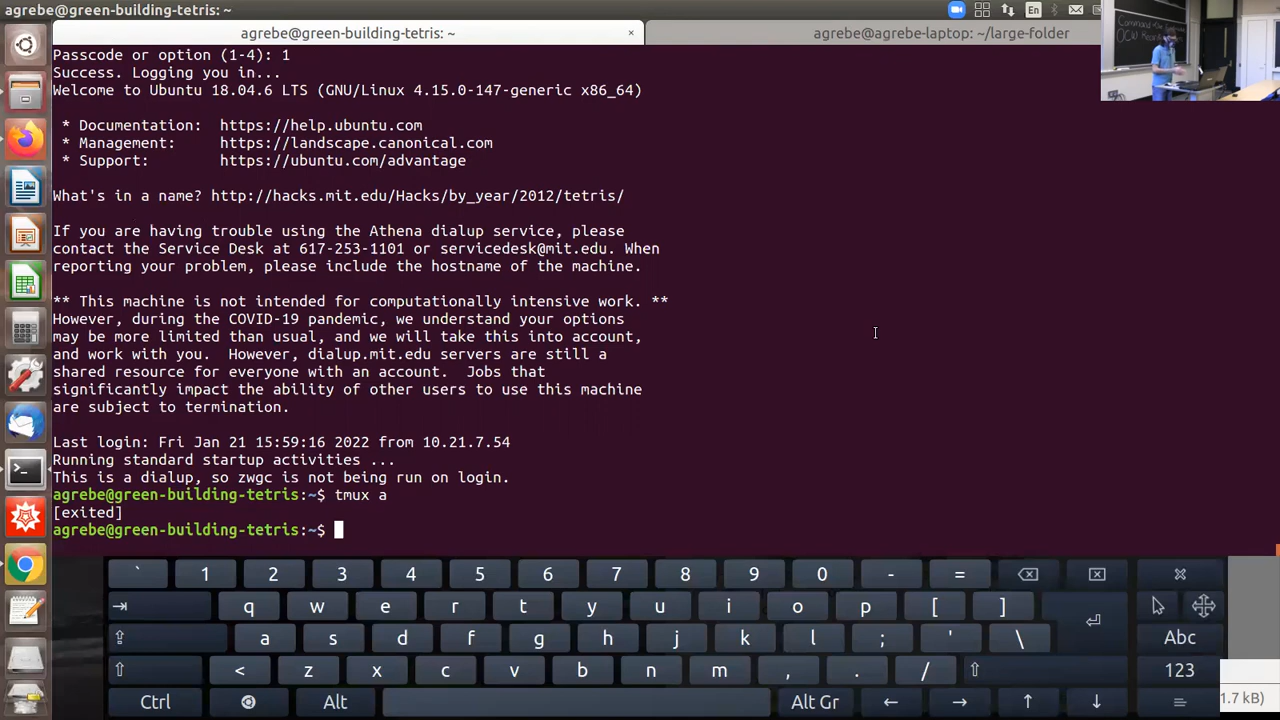 agrebe@green-building-tetris: ~
En
agrebe@green-building-tetris: ~ ×
agrebe@agrebe-laptop: ~/large-folder
Command-line
OCW
Passcode or option (1-4): 1
Success. Logging you in...
Welcome to Ubuntu 18.04.6 LTS (GNU/Linux 4.15.0-147-generic x86_64)
* Documentation: https://help.ubuntu.com
* Management: https://landscape.canonical.com
* Support: https://ubuntu.com/advantage
What's in a name? http://hacks.mit.edu/Hacks/by_year/2012/tetris/
If you are having trouble using the Athena dialup service, please
contact the Service Desk at 617-253-1101 or servicedesk@mit.edu. When
reporting your problem, please include the hostname of the machine.
** This machine is not intended for computationally intensive work. **
However, during the COVID-19 pandemic, we understand your options
may be more limited than usual, and we will take this into account,
and work with you. However, dialup.mit.edu servers are still a
shared resource for everyone with an account. Jobs that
significantly impact the ability of other users to use this machine
are subject to termination.
Last login: Fri Jan 21 15:59:16 2022 from 10.21.7.54
Running standard startup activities ...
This is a dialup, so zwgc is not being run on login.
agrebe@green-building-tetris:~$ tmux a
[exited]
agrebe@green-building-tetris:~$
` 1 2 3 4 5 6 7 8 9 0 - =
q w e r t y u i o p [ ]
a s d f g h j k l ; ' \ Abc
< z x c v b n m , . / 123
Ctrl Alt Alt Gr
1.7 kB)